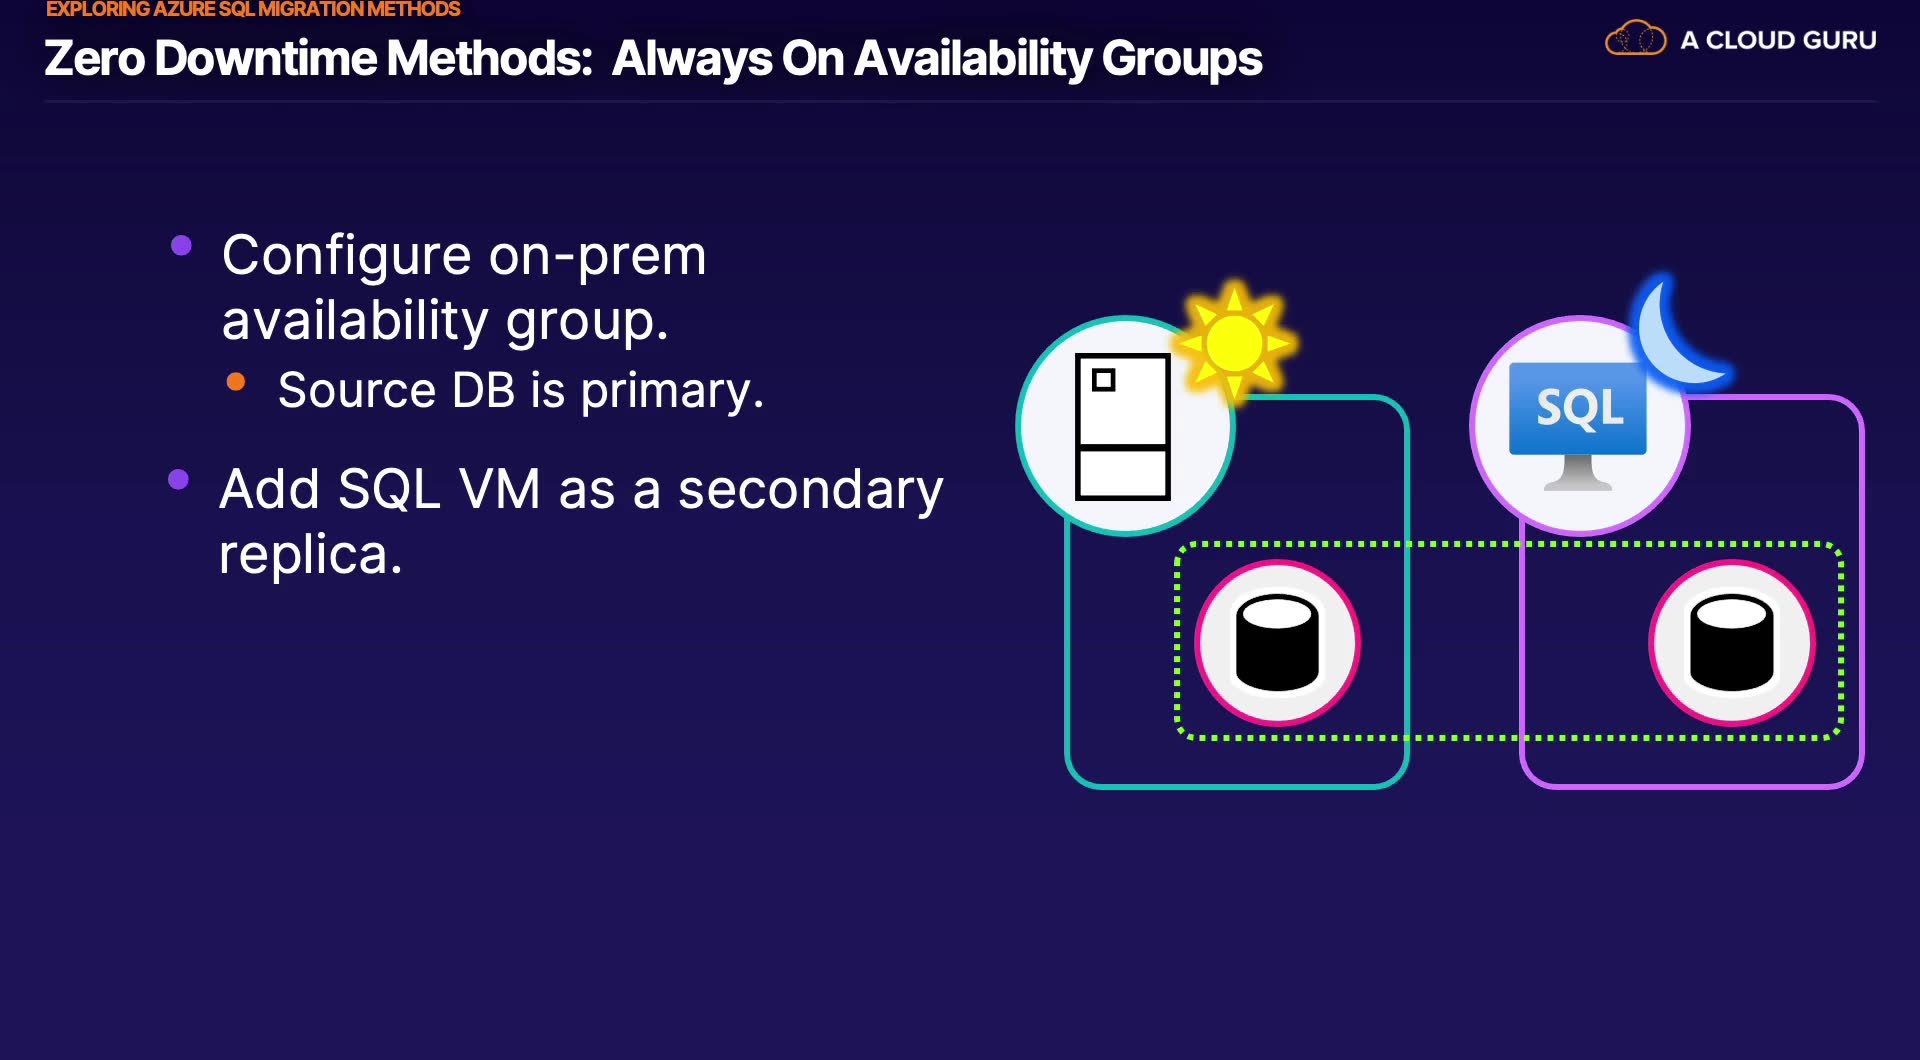 EXPLORING AZURE SQL MIGRATION METHODS
Zero Downtime Methods: Always On Availability Groups
A CLOUD GURU
Configure on-prem
availability group.
Source DB is primary.
Add SQL VM as a secondary
replica.
SQL